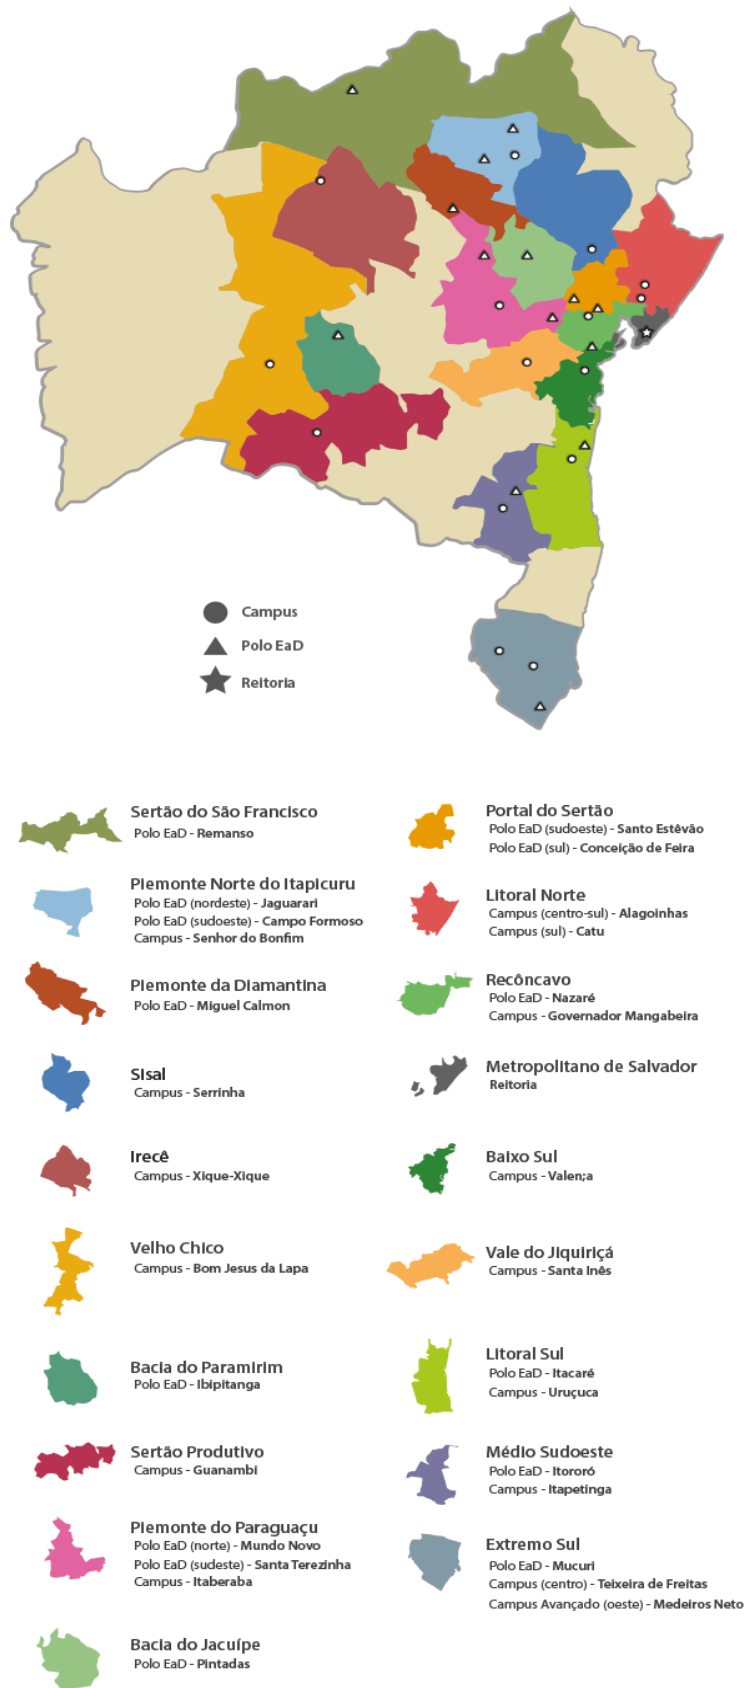 Campus
Polo EaD
Reitoria
Sertão do São Francisco
Polo EaD - Remanso
Piemonte Norte do Itapicuru
Polo EaD (nordeste) - Jaguarari
Polo EaD (sudoeste) - Campo Formoso
Campus - Senhor do Bonfim
Piemonte da Diamantina
Polo EaD - Miguel Calmon
Sisal
Campus - Serrinha
Irecê
Campus - Xique-Xique
Velho Chico
Campus - Bom Jesus da Lapa
Bacia do Paramirim
Polo EaD - Ibipitanga
Sertão Produtivo
Campus - Guanambi
Piemonte do Paraguaçu
Polo EaD (norte) - Mundo Novo
Polo EaD (sudeste) - Santa Terezinha
Campus - Itaberaba
Bacia do Jacuípe
Polo EaD - Pintadas
Portal do Sertão
Polo EaD (sudoeste) - Santo Estêvão
Polo EaD (sul) - Conceição de Feira
Litoral Norte
Campus (centro-sul) - Alagoinhas
Campus (sul) - Catu
Recôncavo
Polo EaD - Nazaré
Campus - Governador Mangabeira
Metropolitano de Salvador
Reitoria
Baixo Sul
Campus - Valen;a
Vale do Jiquiriçá
Campus - Santa Inês
Litoral Sul
Polo EaD - Itacaré
Campus - Uruçuca
Médio Sudoeste
Polo EaD - Itororó
Campus - Itapetinga
Extremo Sul
Polo EaD - Mucuri
Campus (centro) - Teixeira de Freitas
Campus Avançado (oeste) - Medeiros Neto